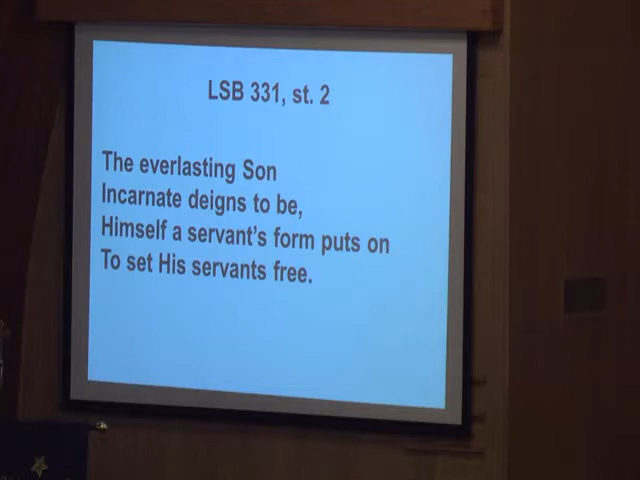 LSB 331, st. 2
The everlasting Son
Incarnate deigns to be,
Himself a servant's form puts on
To set His servants free.